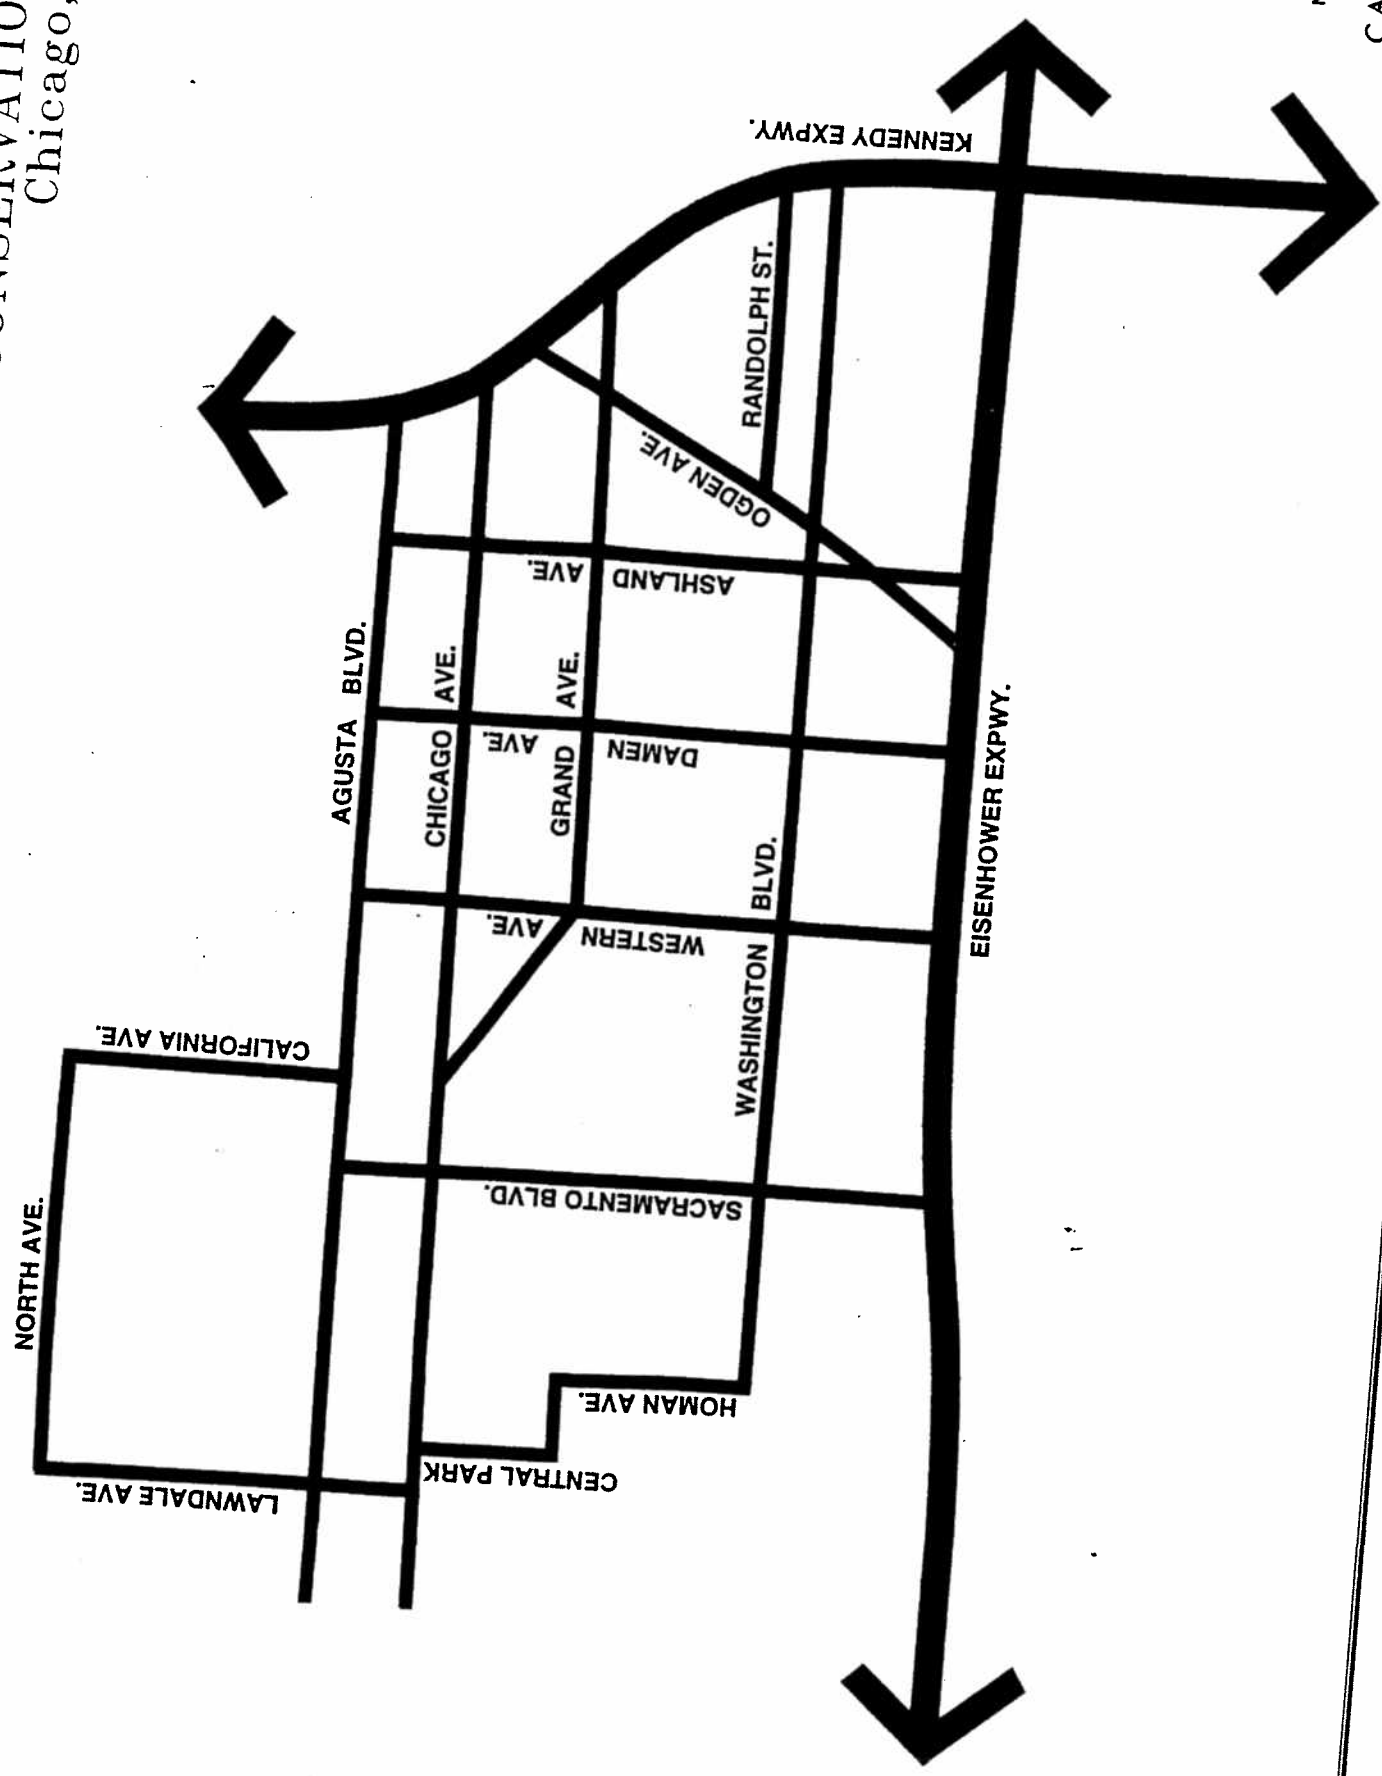 Chicago,
KENNEDY EXPWY.
RANDOLPH ST.
OGDEN AVE.
ASHLAND AVE.
AGUSTA BLVD.
CHICAGO AVE.
GRAND AVE.
DAMEN AVE.
EISENHOWER EXPWY.
WESTERN AVE.
WASHINGTON BLVD.
CALIFORNIA AVE.
SACRAMENTO BLVD.
NORTH AVE.
HOMAN AVE.
CENTRAL PARK
LAWNDALE AVE.